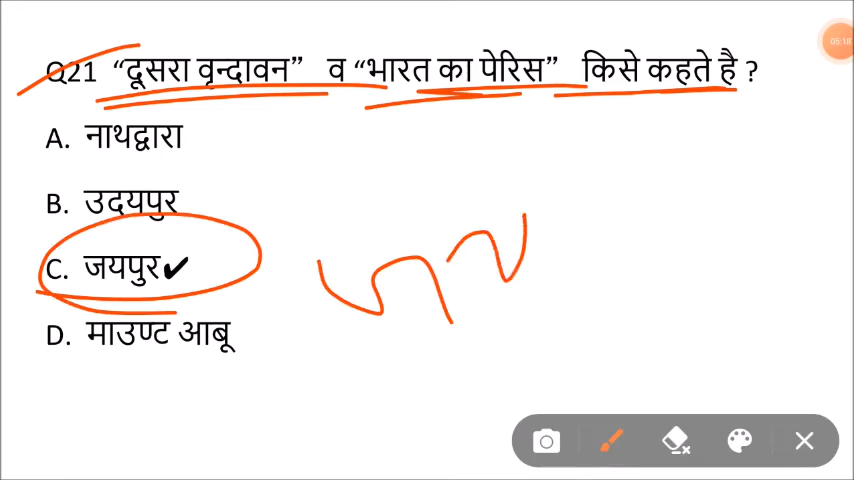 Q21 “दूसरा वृन्दावन” व “भारत का पेरिस” किसे कहते है ?
05:18
A. नाथद्वारा
B. उदयपुर
C. जयपुर✔
D. माउण्ट आबू